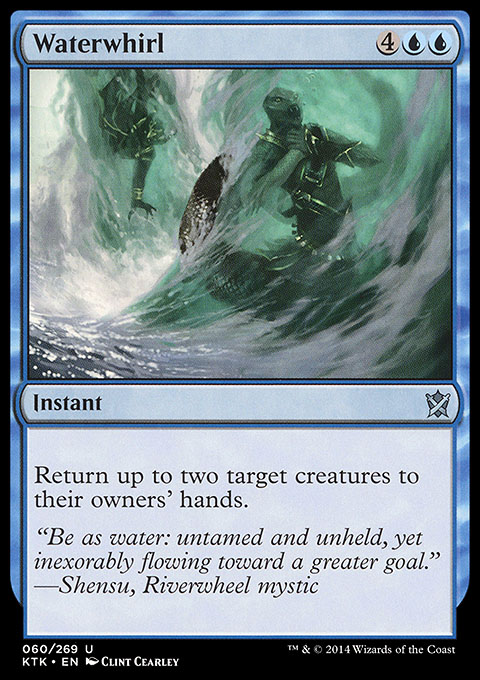 Waterwhirl 4
Instant
Return up to two target creatures to
their owners’ hands.
“Be as water: untamed and unheld, yet
inexorably flowing toward a greater goal.”
—Shensu, Riverwheel mystic
060/269 U
KTK • EN Clint Cearley
™ & © 2014 Wizards of the Coast